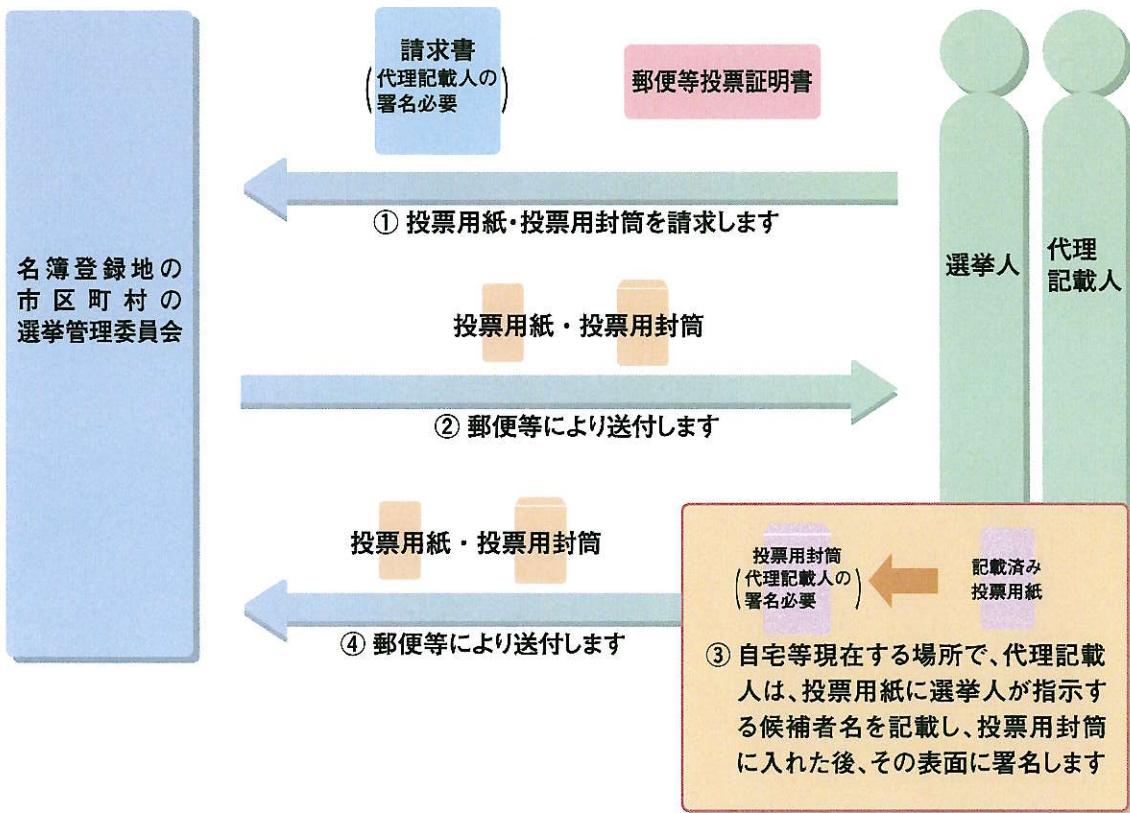 請求書
(代理記載人の
署名必要)
郵便等投票証明書
① 投票用紙・投票用封筒を請求します
名簿登録地の
市区町村の
選挙管理委員会
選挙人
代理
記載人
投票用紙・投票用封筒
② 郵便等により送付します
投票用紙・投票用封筒
④ 郵便等により送付します
投票用封筒
(代理記載人の
署名必要)
記載済み
投票用紙
③ 自宅等現在する場所で、代理記載
人は、投票用紙に選挙人が指示す
る候補者名を記載し、投票用封筒
に入れた後、その表面に署名します